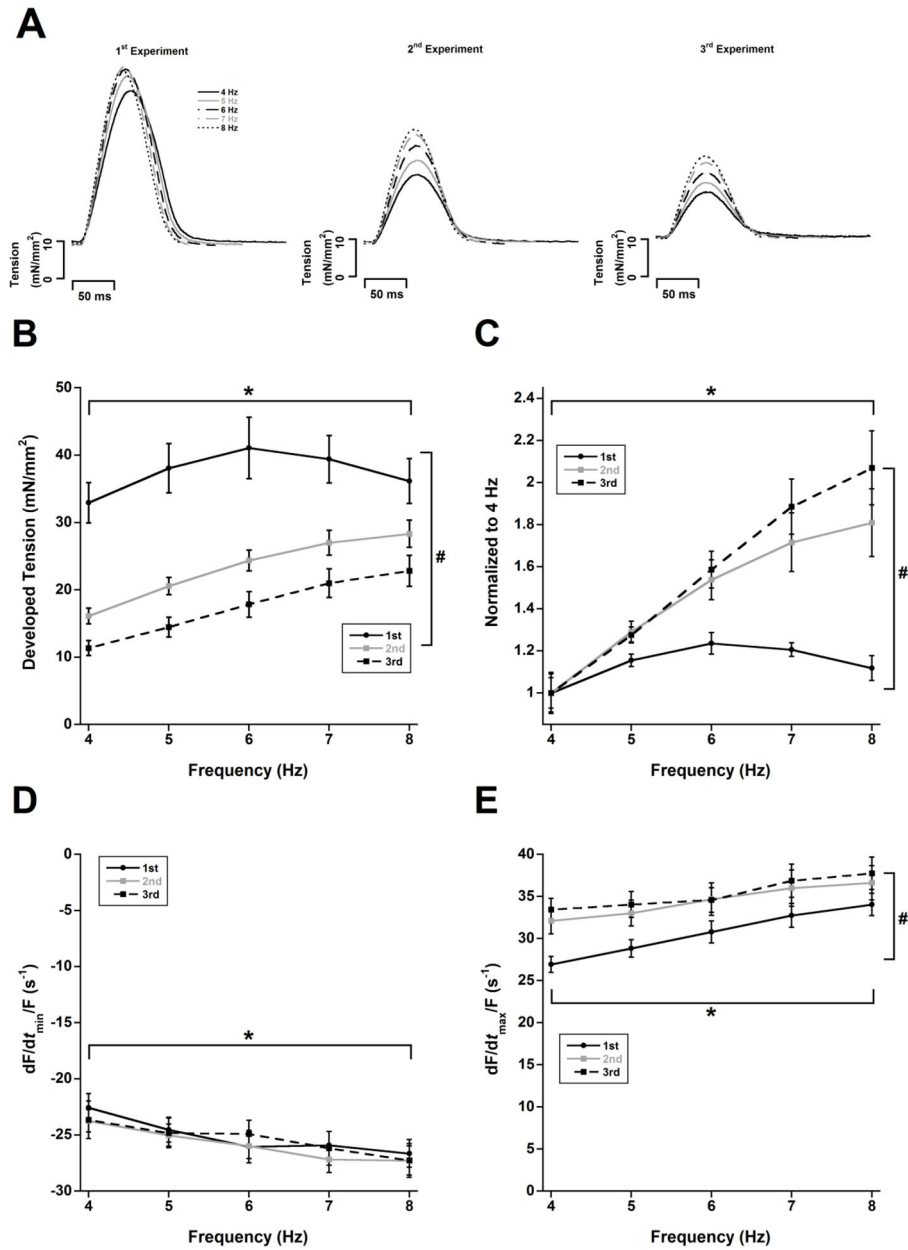 A
1st Experiment
2nd Experiment
3rd Experiment
4 Hz
5 Hz
6 Hz
7 Hz
8 Hz
Tension
(mN/mm²)
10
0
50 ms
Tension
(mN/mm²)
10
0
50 ms
Tension
(mN/mm²)
10
0
50 ms
B
Developed Tension (mN/mm²)
50
40
30
20
10
0
*
#
1st
2nd
3rd
4 5 6 7 8
Frequency (Hz)
C
Normalized to 4 Hz
2.4
2.2
2
1.8
1.6
1.4
1.2
1
*
#
1st
2nd
3rd
4 5 6 7 8
Frequency (Hz)
D
dF/dtmin/F (s⁻¹)
0
-5
-10
-15
-20
-25
-30
1st
2nd
3rd
*
4 5 6 7 8
Frequency (Hz)
E
dF/dtmax/F (s⁻¹)
40
35
30
25
20
15
10
5
0
#
*
1st
2nd
3rd
4 5 6 7 8
Frequency (Hz)